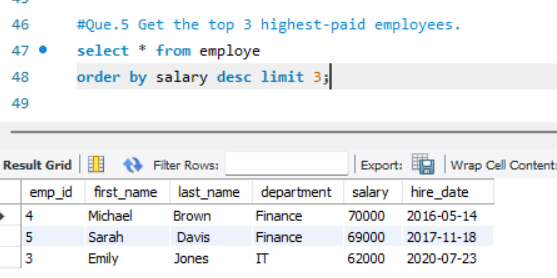 46 #Que.5 Get the top 3 highest-paid employees.
47 select * from employe
48 order by salary desc limit 3;
49
Result Grid Filter Rows: Export: Wrap Cell Content:
emp_id first_name last_name department salary hire_date
4 Michael Brown Finance 70000 2016-05-14
5 Sarah Davis Finance 69000 2017-11-18
3 Emily Jones IT 62000 2020-07-23